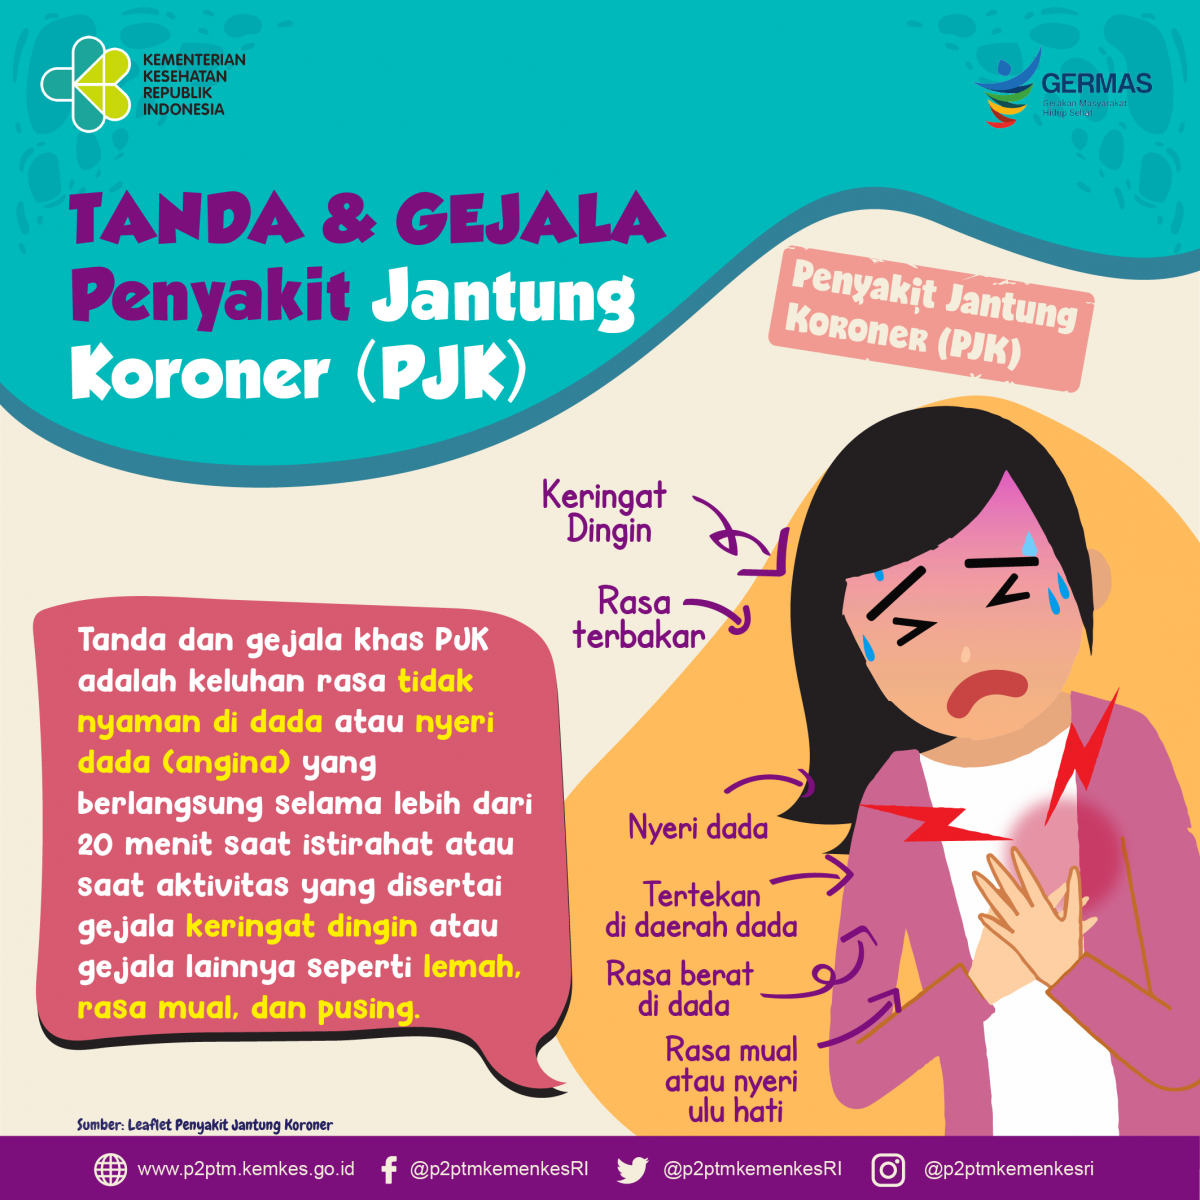 KEMENTERIAN
KESEHATAN
REPUBLIK
INDONESIA
GERMAS
Gerakan Masyarakat
Hidup Sehat
TANDA & GEJALA
Penyakit Jantung
Koroner (PJK)
Penyakit Jantung
Koroner (PJK)
Keringat
Dingin
Rasa
terbakar
Tanda dan gejala khas PJK
adalah keluhan rasa tidak
nyaman di dada atau nyeri
dada (angina) yang
berlangsung selama lebih dari
20 menit saat istirahat atau
saat aktivitas yang disertai
gejala keringat dingin atau
gejala lainnya seperti lemah,
rasa mual, dan pusing.
Nyeri dada
Tertekan
di daerah dada
Rasa berat
di dada
Rasa mual
atau nyeri
ulu hati
Sumber: Leaflet Penyakit Jantung Koroner
www.p2ptm.kemkes.go.id
@p2ptmkemenkesRI
@p2ptmkemenkesRI
@p2ptmkemenkesri